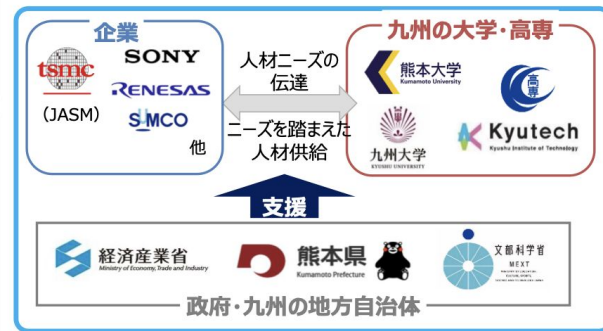 企業
tsmc
(JASM)
SONY
RENESAS
SUMCO
他
人材ニーズの
伝達
ニーズを踏まえた
人材供給
九州の大学・高専
熊本大学
Kumamoto University
高専
九州大学
KYUSHU UNIVERSITY
Kyutech
Kyushu Institute of Technology
支援
経済産業省
Ministry of Economy, Trade and Industry
熊本県
Kumamoto Prefecture
文部科学省
MEXT
政府・九州の地方自治体